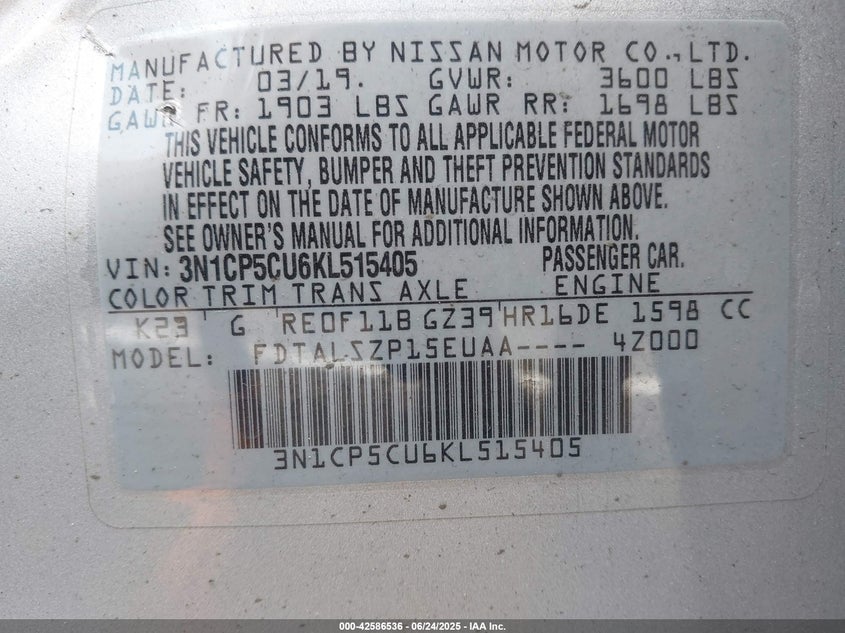 MANUFACTURED BY NISSAN MOTOR CO., LTD.
DATE: 03/19. GVWR: 3600 LBS
GAWR FR: 1903 LBS GAWR RR: 1698 LBS
THIS VEHICLE CONFORMS TO ALL APPLICABLE FEDERAL MOTOR
VEHICLE SAFETY, BUMPER AND THEFT PREVENTION STANDARDS
IN EFFECT ON THE DATE OF MANUFACTURE SHOWN ABOVE.
SEE OWNER'S MANUAL FOR ADDITIONAL INFORMATION.
VIN: 3N1CP5CU6KL515405 PASSENGER CAR.
COLOR TRIM TRANS AXLE ENGINE
K23 G RE0F11B GZ39 HR16DE 1598 CC
MODEL: FDTALSZP15EUAA---- 4Z000
3N1CP5CU6KL515405
000-42586536 - 06/24/2025 - IAA Inc.